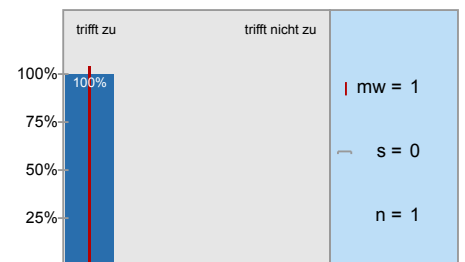 trifft zu trifft nicht zu
100%
100%
75%
50%
25%
mw = 1
s = 0
n = 1